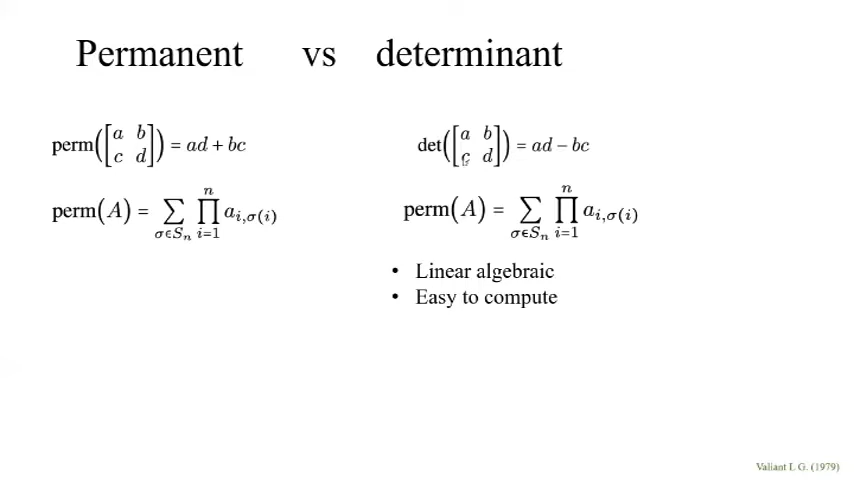 Permanent vs determinant
perm([a b c d]) = ad + bc
perm(A) = ∑_{σ∈S_n} ∏_{i=1}^{n} a_{i,σ(i)}
det([a b c d]) = ad − bc
perm(A) = ∑_{σ∈S_n} ∏_{i=1}^{n} a_{i,σ(i)}
• Linear algebraic
• Easy to compute
Valiant L G. (1979)